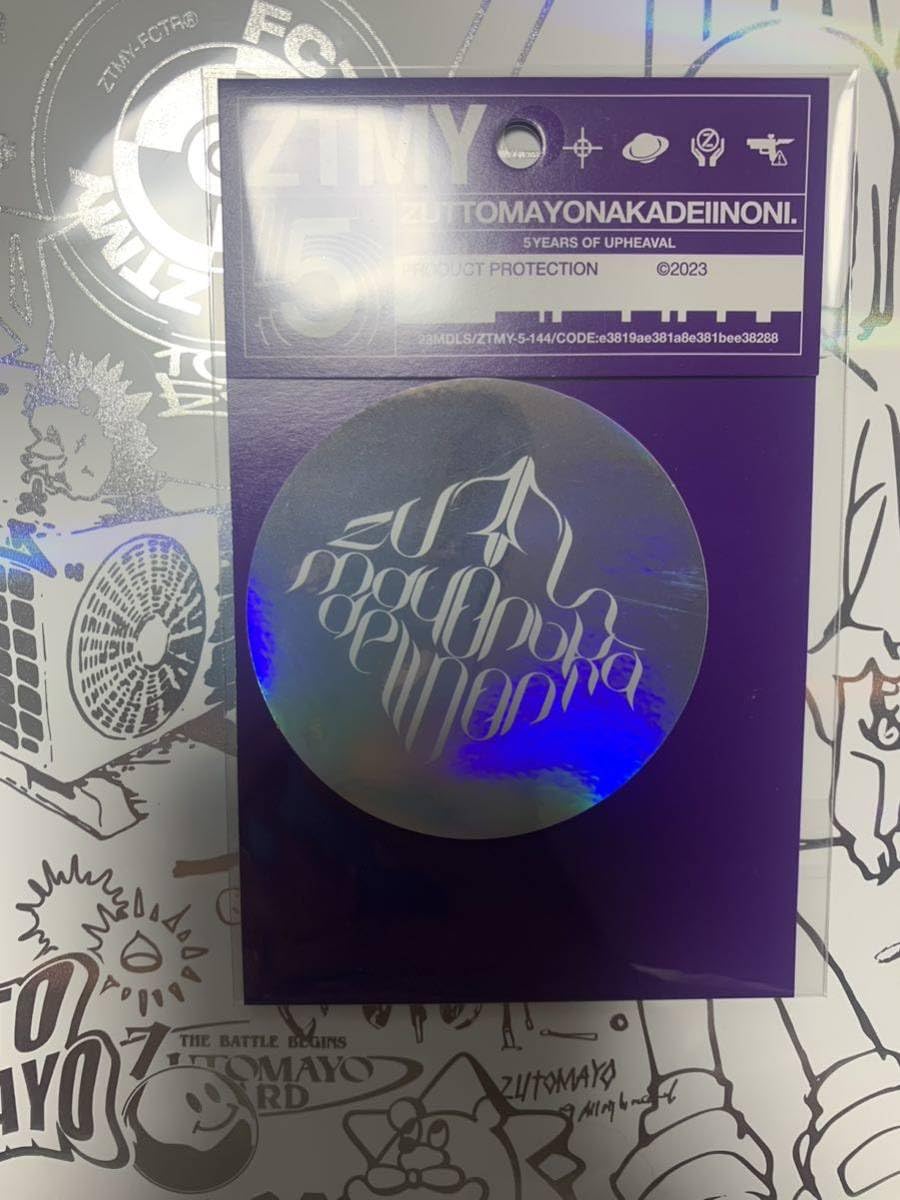 ZTMY-FCTR®
ZTMY
Z
5
ZUTTOMAYONAKADEIINONI.
5YEARS OF UPHEAVAL
PRODUCT PROTECTION ©2023
23MDLS/ZTMY-5-144/CODE:e3819ae381a8e381bee38288
zutto
mayonaka
deiinoni
THE BATTLE BEGINS
ZUTOMAYO